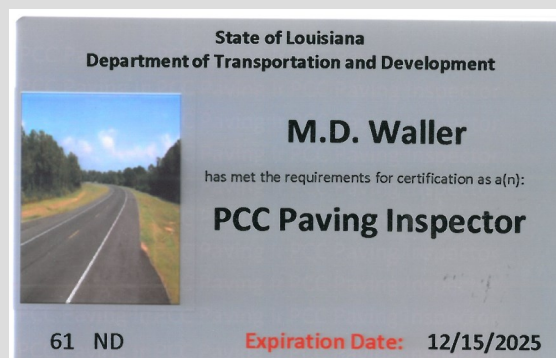 State of Louisiana
Department of Transportation and Development
M.D. Waller
has met the requirements for certification as a(n):
PCC Paving Inspector
61 ND
Expiration Date: 12/15/2025